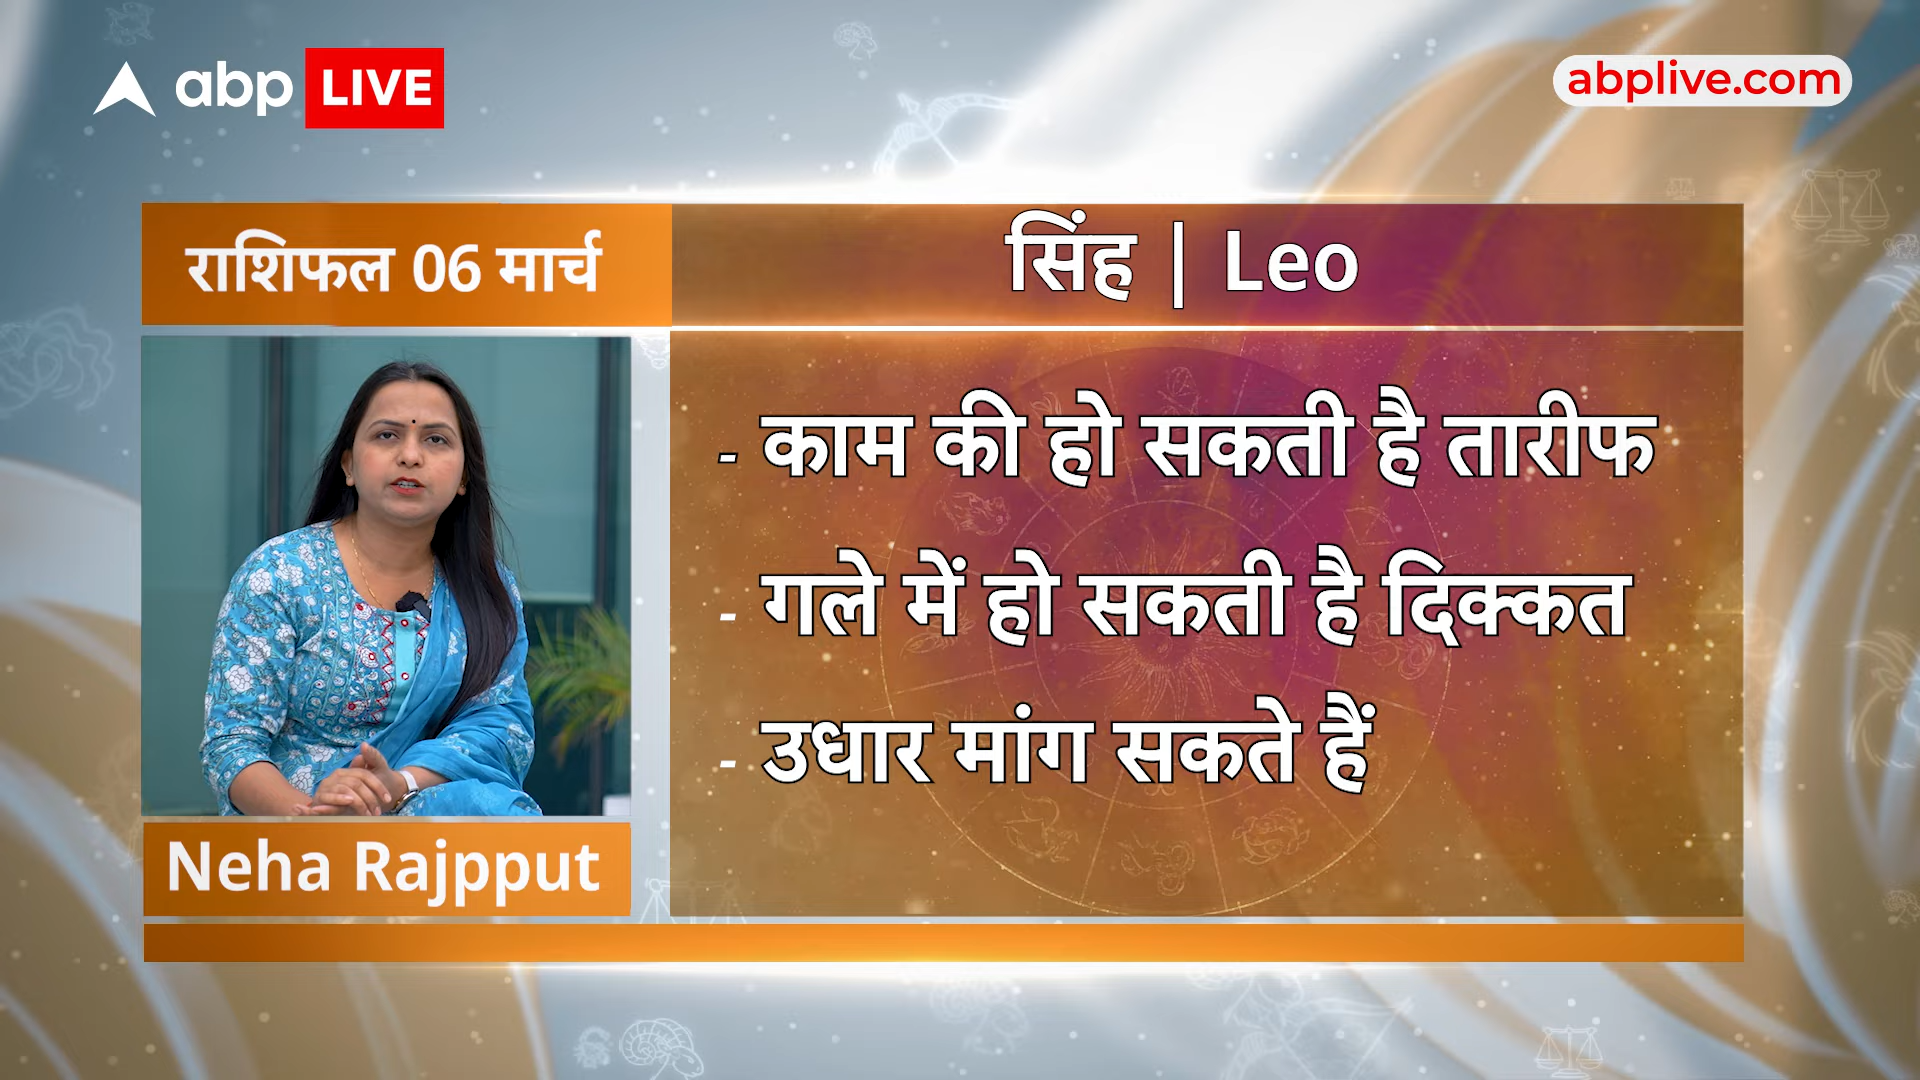 abp LIVE
abplive.com
राशिफल 06 मार्च
सिंह | Leo
- काम की हो सकती है तारीफ
- गले में हो सकती है दिक्कत
- उधार मांग सकते हैं
Neha Rajpput